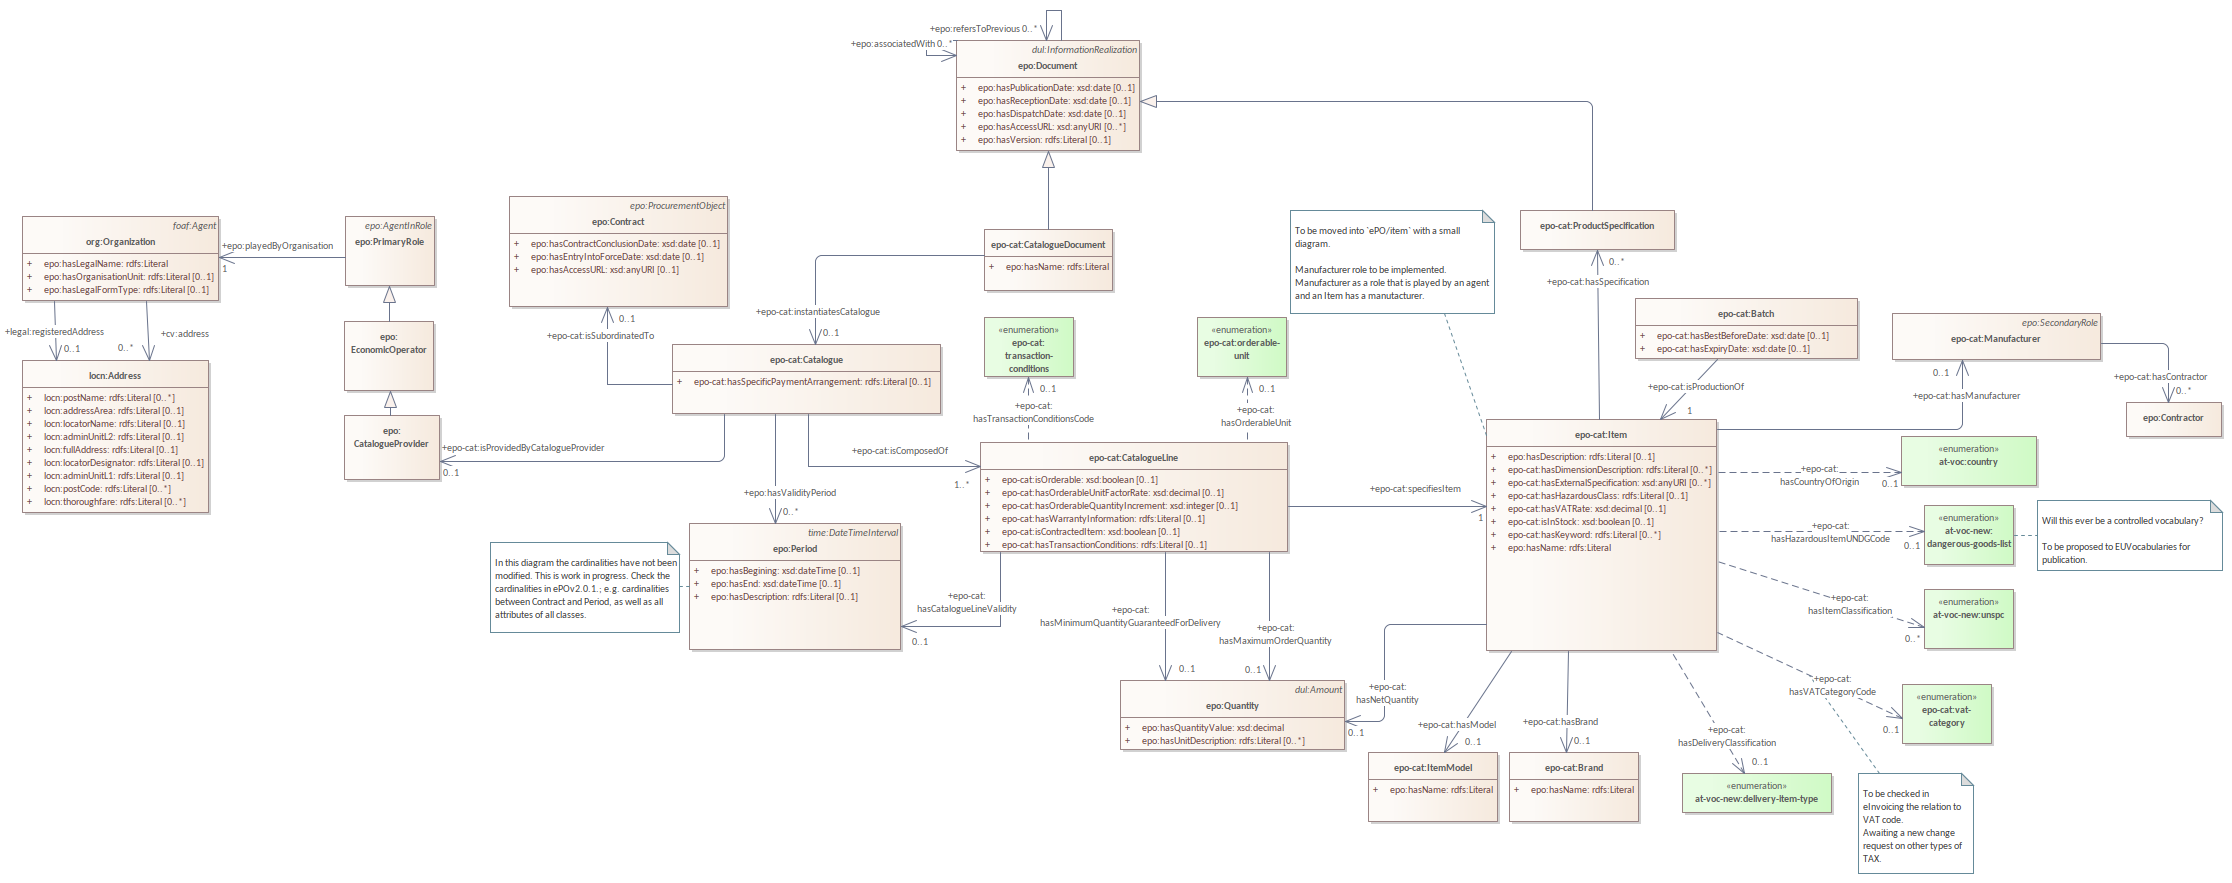 +epo:refersToPrevious 0..*
+epo:associatedWith 0..*
dul:InformationRealization
epo:Document
+ epo:hasPublicationDate: xsd:date [0..1]
+ epo:hasReceptionDate: xsd:date [0..1]
+ epo:hasDispatchDate: xsd:date [0..1]
+ epo:hasAccessURL: xsd:anyURI [0..*]
+ epo:hasVersion: rdfs:Literal [0..1]
foaf:Agent
org:Organization
+ epo:hasLegalName: rdfs:Literal
+ epo:hasOrganisationUnit: rdfs:Literal [0..1]
+ epo:hasLegalFormType: rdfs:Literal [0..1]
+epo:playedByOrganisation
1
epo:AgentInRole
epo:PrimaryRole
+legal:registeredAddress
0..1
+cv:address
0..*
locn:Address
+ locn:postName: rdfs:Literal [0..*]
+ locn:addressArea: rdfs:Literal [0..1]
+ locn:locatorName: rdfs:Literal [0..1]
+ locn:adminUnitL2: rdfs:Literal [0..1]
+ locn:fullAddress: rdfs:Literal [0..1]
+ locn:locatorDesignator: rdfs:Literal [0..1]
+ locn:adminUnitL1: rdfs:Literal [0..1]
+ locn:postCode: rdfs:Literal [0..*]
+ locn:thoroughfare: rdfs:Literal [0..*]
epo:
EconomicOperator
epo:
CatalogueProvider
+epo-cat:isProvidedByCatalogueProvider
0..1
epo:ProcurementObject
epo:Contract
+ epo:hasContractConclusionDate: xsd:date [0..1]
+ epo:hasEntryIntoForceDate: xsd:date [0..1]
+ epo:hasAccessURL: xsd:anyURI [0..1]
0..1
+epo-cat:isSubordinatedTo
epo-cat:CatalogueDocument
+ epo:hasName: rdfs:Literal
+epo-cat:instantiatesCatalogue
0..1
epo-cat:Catalogue
+ epo-cat:hasSpecificPaymentArrangement: rdfs:Literal [0..1]
+epo-cat:isComposedOf
1..*
+epo:hasValidityPeriod
0..*
time:DateTimeInterval
epo:Period
+ epo:hasBegining: xsd:dateTime [0..1]
+ epo:hasEnd: xsd:dateTime [0..1]
+ epo:hasDescription: rdfs:Literal [0..1]
In this diagram the cardinalities have not been
modified. This is work in progress. Check the
cardinalities in ePOv2.0.1.; e.g. cardinalities
between Contract and Period, as well as all
attributes of all classes.
«enumeration»
epo-cat:
transaction-
conditions
0..1
+epo-cat:
hasTransactionConditionsCode
«enumeration»
epo-cat:orderable-
unit
0..1
+epo-cat:
hasOrderableUnit
epo-cat:CatalogueLine
+ epo-cat:isOrderable: xsd:boolean [0..1]
+ epo-cat:hasOrderableUnitFactorRate: xsd:decimal [0..1]
+ epo-cat:hasOrderableQuantityIncrement: xsd:integer [0..1]
+ epo-cat:hasWarrantyInformation: rdfs:Literal [0..1]
+ epo-cat:isContractedItem: xsd:boolean [0..1]
+ epo-cat:hasTransactionConditions: rdfs:Literal [0..1]
+epo-cat:
hasCatalogueLineValidity
0..1
+epo-cat:
hasMinimumQuantityGuaranteedForDelivery
0..1
+epo-cat:
hasMaximumOrderQuantity
0..1
dul:Amount
epo:Quantity
+ epo:hasQuantityValue: xsd:decimal
+ epo:hasUnitDescription: rdfs:Literal [0..*]
+epo-cat:specifiesItem
1
To be moved into `ePO/item` with a small
diagram.
Manufacturer role to be implemented.
Manufacturer as a role that is played by an agent
and an Item has a manutacturer.
epo-cat:ProductSpecification
0..*
+epo-cat:hasSpecification
epo-cat:Batch
+ epo-cat:hasBestBeforeDate: xsd:date [0..1]
+ epo-cat:hasExpiryDate: xsd:date [0..1]
+epo-cat:isProductionOf
1
epo:SecondaryRole
epo-cat:Manufacturer
0..1
+epo-cat:hasManufacturer
+epo-cat:hasContractor
0..*
epo:Contractor
epo-cat:Item
+ epo:hasDescription: rdfs:Literal [0..1]
+ epo-cat:hasDimensionDescription: rdfs:Literal [0..*]
+ epo-cat:hasExternalSpecification: xsd:anyURI [0..*]
+ epo-cat:hasHazardousClass: rdfs:Literal [0..1]
+ epo-cat:hasVATRate: xsd:decimal [0..1]
+ epo-cat:isInStock: xsd:boolean [0..1]
+ epo-cat:hasKeyword: rdfs:Literal [0..*]
+ epo:hasName: rdfs:Literal
+epo-cat:
hasCountryOfOrigin
0..1
«enumeration»
at-voc:country
+epo-cat:
hasHazardousItemUNDGCode
0..1
«enumeration»
at-voc-new:
dangerous-goods-list
Will this ever be a controlled vocabulary?
To be proposed to EUVocabularies for
publication.
+epo-cat:
hasItemClassification
0..*
«enumeration»
at-voc-new:unspc
+epo-cat:
hasVATCategoryCode
0..1
«enumeration»
epo-cat:vat-
category
+epo-cat:
hasNetQuantity
0..1
+epo-cat:hasModel
0..1
epo-cat:ItemModel
+ epo:hasName: rdfs:Literal
+epo-cat:hasBrand
0..1
epo-cat:Brand
+ epo:hasName: rdfs:Literal
+epo-cat:
hasDeliveryClassification
0..1
«enumeration»
at-voc-new:delivery-item-type
To be checked in
eInvoicing the relation to
VAT code.
Awaiting a new change
request on other types of
TAX.